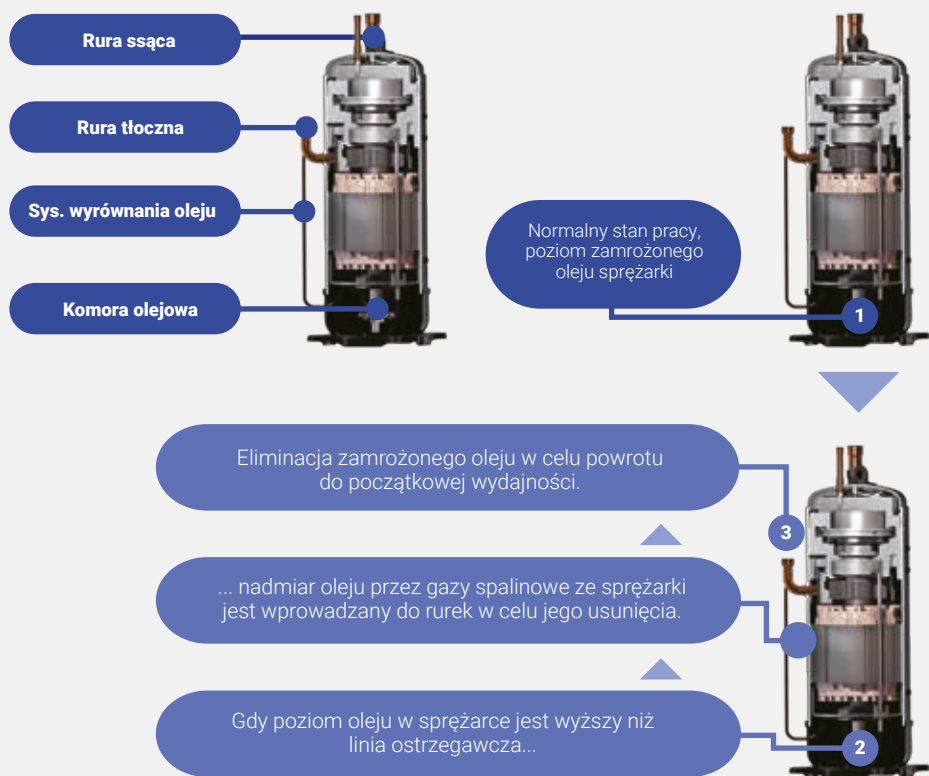 Rura ssąca
Rura tłoczna
Sys. wyrównania oleju
Komora olejowa
Normalny stan pracy,
poziom zamrożonego
oleju sprężarki
1
Eliminacja zamrożonego oleju w celu powrotu
do początkowej wydajności.
3
... nadmiar oleju przez gazy spalinowe ze sprężarki
jest wprowadzany do rurek w celu jego usunięcia.
Gdy poziom oleju w sprężarce jest wyższy niż
linia ostrzegawcza...
2